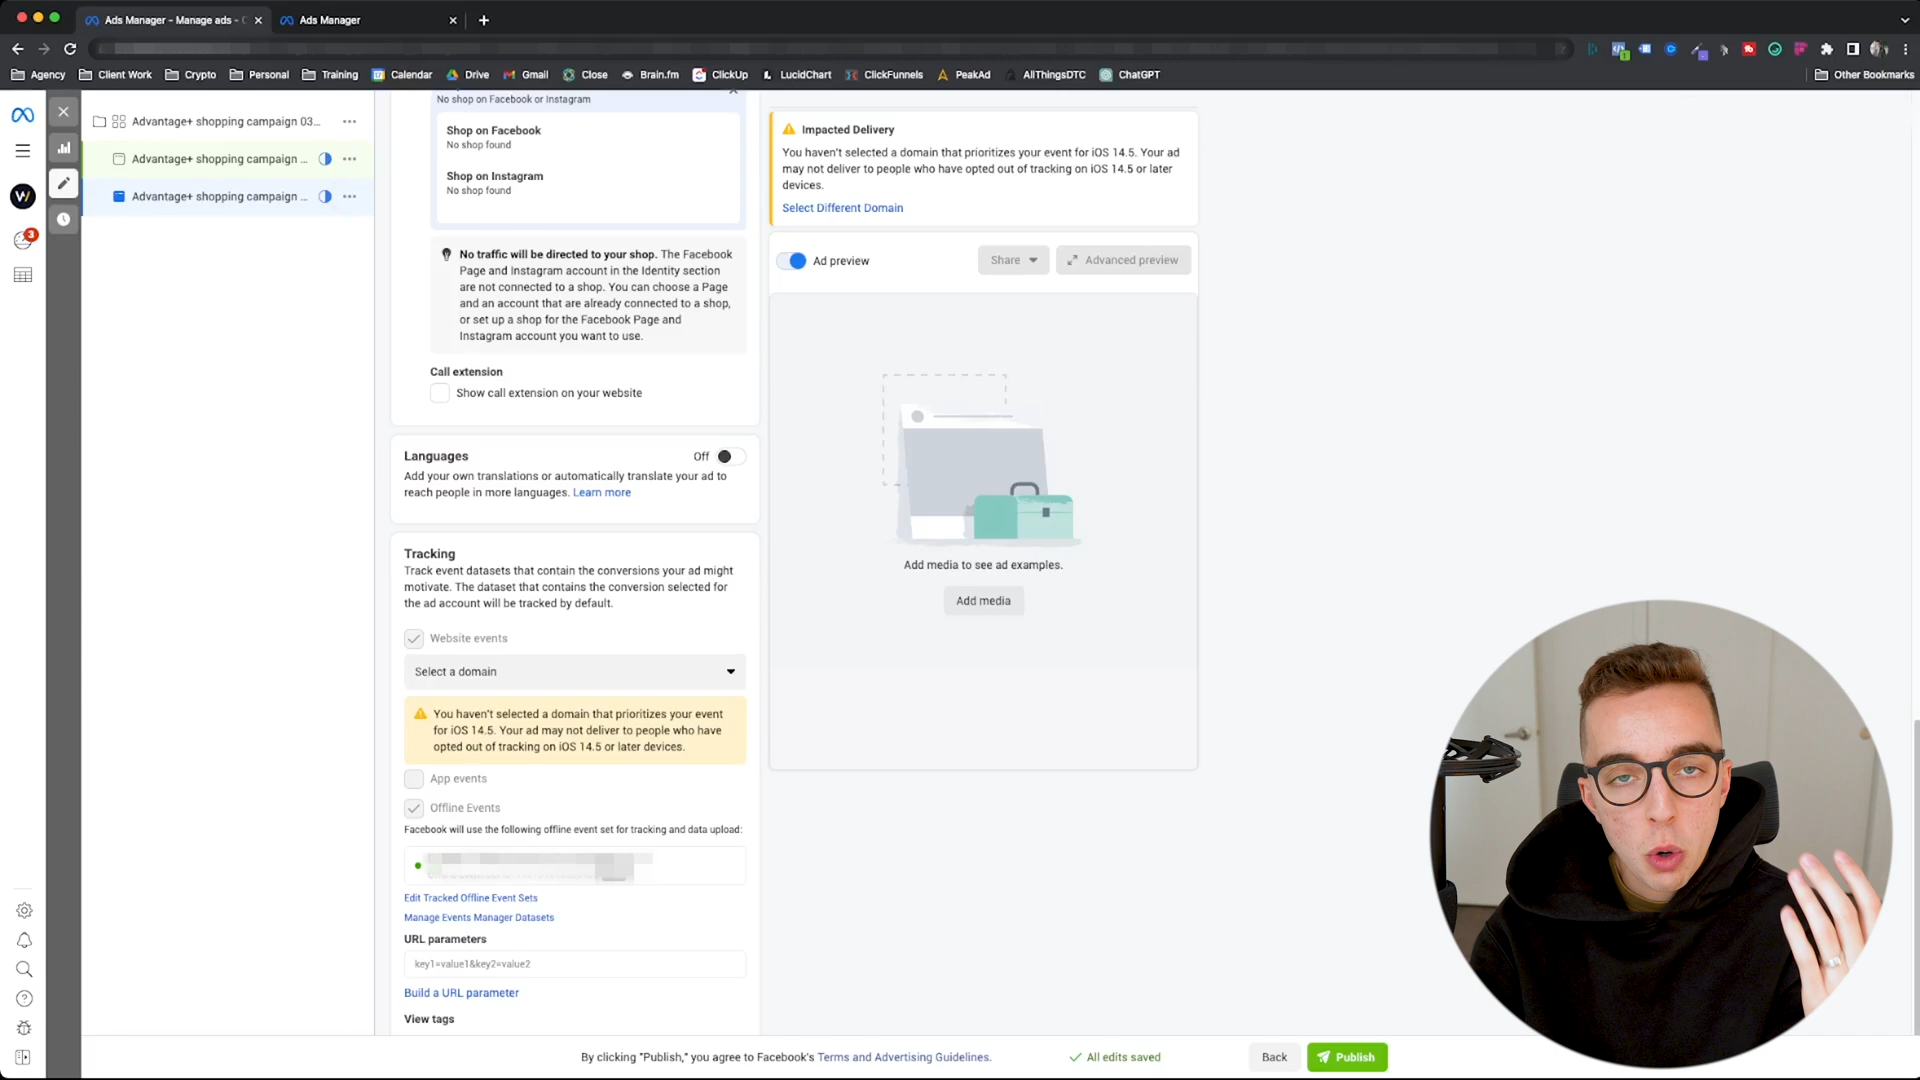 Ads Manager - Manage ads -
Ads Manager
Agency
Client Work
Crypto
Personal
Training
Calendar
Drive
Gmail
Close
Brain.fm
ClickUp
LucidChart
ClickFunnels
PeakAd
AllThingsDTC
ChatGPT
Other Bookmarks
Advantage+ shopping campaign 03...
Advantage+ shopping campaign ...
Advantage+ shopping campaign ...
3
No shop on Facebook or Instagram
Shop on Facebook
No shop found
Shop on Instagram
No shop found
No traffic will be directed to your shop. The Facebook
Page and Instagram account in the Identity section
are not connected to a shop. You can choose a Page
and an account that are already connected to a shop,
or set up a shop for the Facebook Page and
Instagram account you want to use.
Call extension
Show call extension on your website
Languages
Off
Add your own translations or automatically translate your ad to
reach people in more languages. Learn more
Tracking
Track event datasets that contain the conversions your ad might
motivate. The dataset that contains the conversion selected for
the ad account will be tracked by default.
Website events
Select a domain
You haven't selected a domain that prioritizes your event
for iOS 14.5. Your ad may not deliver to people who have
opted out of tracking on iOS 14.5 or later devices.
App events
Offline Events
Facebook will use the following offline event set for tracking and data upload:
Edit Tracked Offline Event Sets
Manage Events Manager Datasets
URL parameters
key1=value1&key2=value2
Build a URL parameter
View tags
Impacted Delivery
You haven't selected a domain that prioritizes your event for iOS 14.5. Your ad
may not deliver to people who have opted out of tracking on iOS 14.5 or later
devices.
Select Different Domain
Ad preview
Share
Advanced preview
Add media to see ad examples.
Add media
By clicking "Publish," you agree to Facebook's Terms and Advertising Guidelines.
All edits saved
Back
Publish